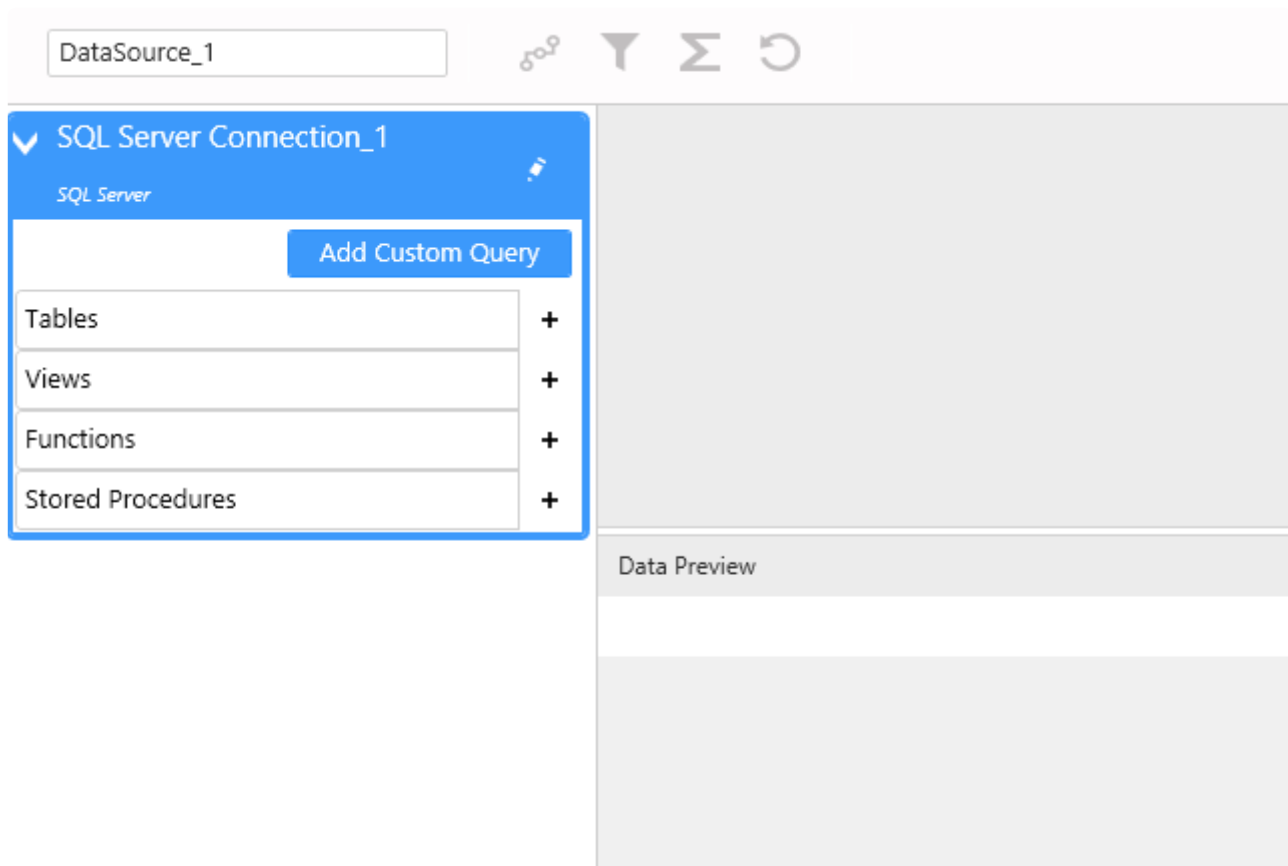 DataSource_1
SQL Server Connection_1
SQL Server
Add Custom Query
Tables
Views
Functions
Stored Procedures
Data Preview